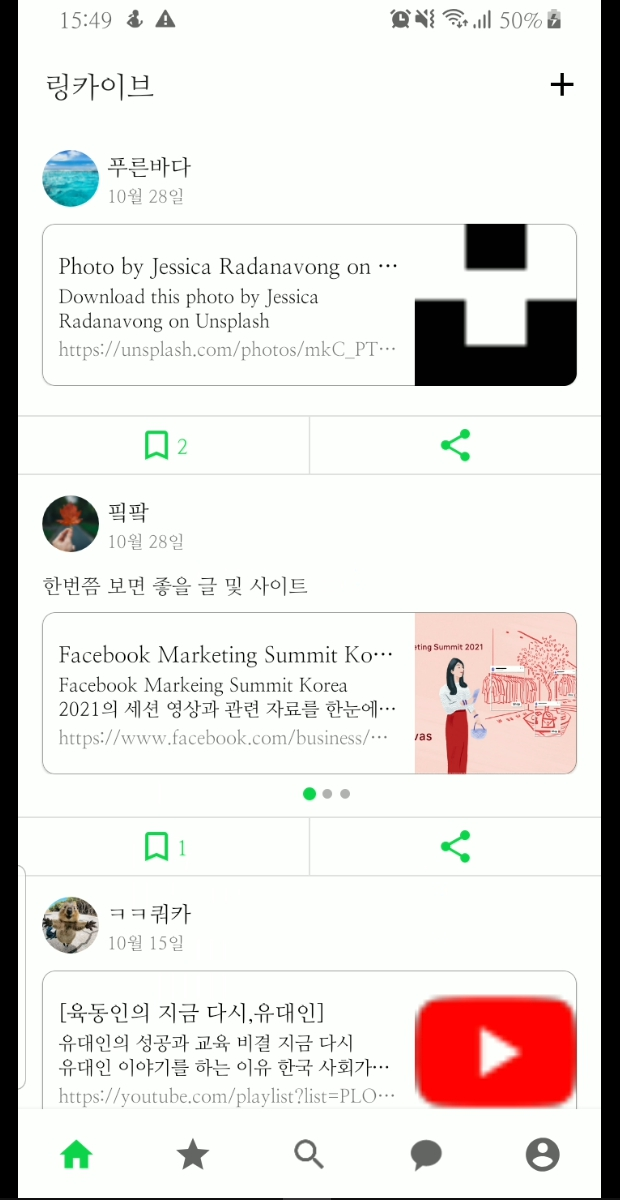 15:49
50%
링카이브
푸른바다
10월 28일
Photo by Jessica Radanavong on ···
Download this photo by Jessica
Radanavong on Unsplash
https://unsplash.com/photos/mkC_PT···
2
핔팤
10월 28일
한번쯤 보면 좋을 글 및 사이트
Facebook Marketing Summit Ko···
Facebook Markeing Summit Korea
2021의 세션 영상과 관련 자료를 한눈에···
https://www.facebook.com/business/···
eting Summit 2021
vas
1
ㅋㅋ쿼카
10월 15일
[육동인의 지금 다시,유대인]
유대인의 성공과 교육 비결 지금 다시
유대인 이야기를 하는 이유 한국 사회가···
https://youtube.com/playlist?list=PLO···